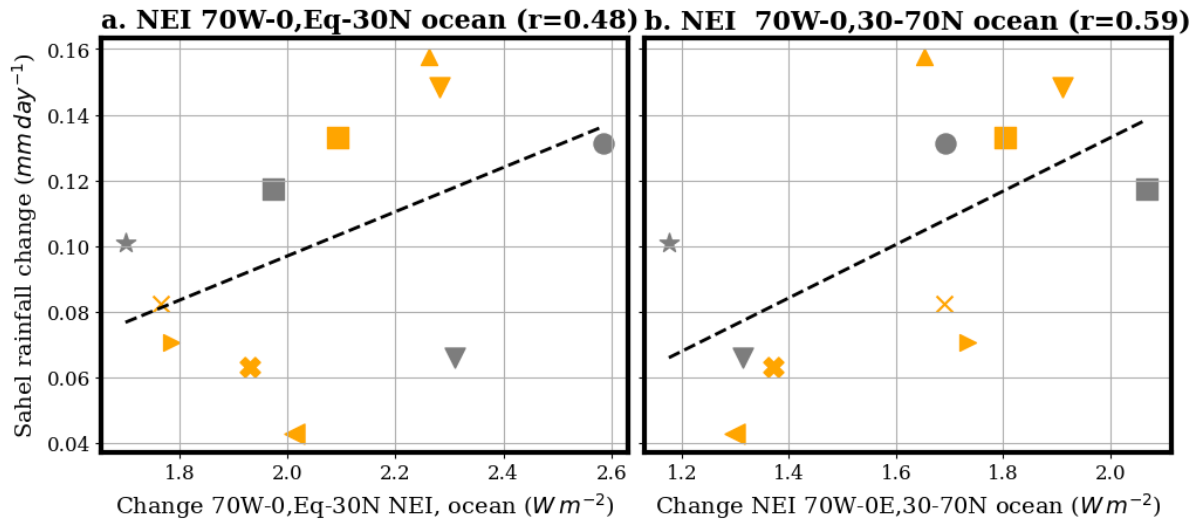 a. NEI 70W-0,Eq-30N ocean (r=0.48)
b. NEI  70W-0,30-70N ocean (r=0.59)
Sahel rainfall change (mm day⁻¹)
0.16
0.14
0.12
0.10
0.08
0.06
0.04
1.8 2.0 2.2 2.4 2.6
1.2 1.4 1.6 1.8 2.0
Change 70W-0,Eq-30N NEI, ocean (W m⁻²)
Change NEI 70W-0E,30-70N ocean (W m⁻²)